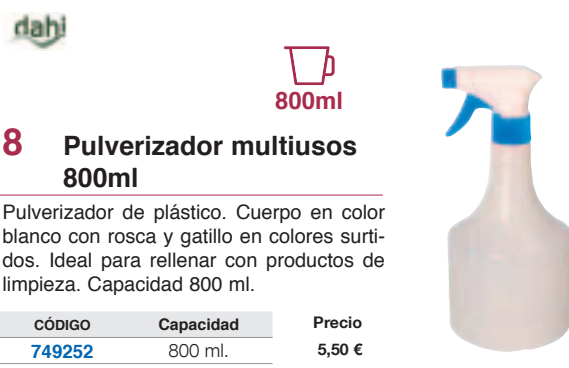 dahi
800ml
8 Pulverizador multiusos
800ml
Pulverizador de plástico. Cuerpo en color
blanco con rosca y gatillo en colores surti-
dos. Ideal para rellenar con productos de
limpieza. Capacidad 800 ml.
CÓDIGO Capacidad Precio
749252 800 ml. 5,50 €